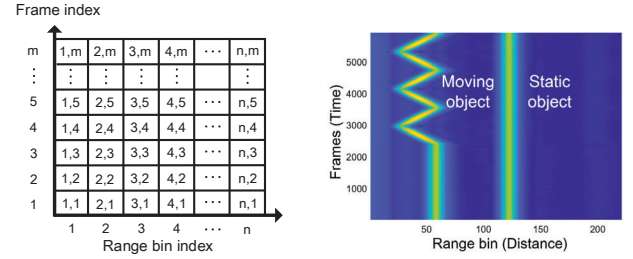 Frame index
m 1,m 2,m 3,m 4,m ··· n,m
⋮ ⋮ ⋮ ⋮ ⋮ ⋮
5 1,5 2,5 3,5 4,5 ··· n,5
4 1,4 2,4 3,4 4,4 ··· n,4
3 1,3 2,3 3,3 4,3 ··· n,3
2 1,2 2,2 3,2 4,2 ··· n,2
1 1,1 2,1 3,1 4,1 ··· n,1
1 2 3 4 ··· n
Range bin index
Frames (Time)
5000
4000
3000
2000
1000
Moving
object
Static
object
50 100 150 200
Range bin (Distance)